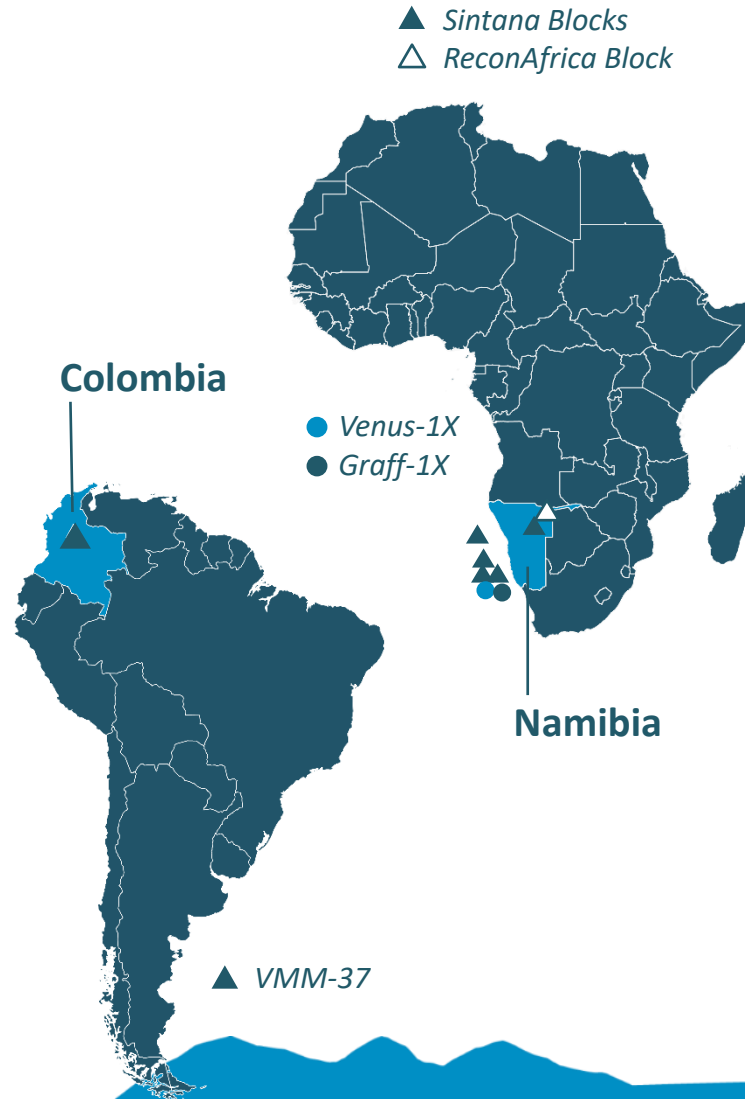 Sintana Blocks
ReconAfrica Block
Colombia
Venus-1X
Graff-1X
Namibia
VMM-37